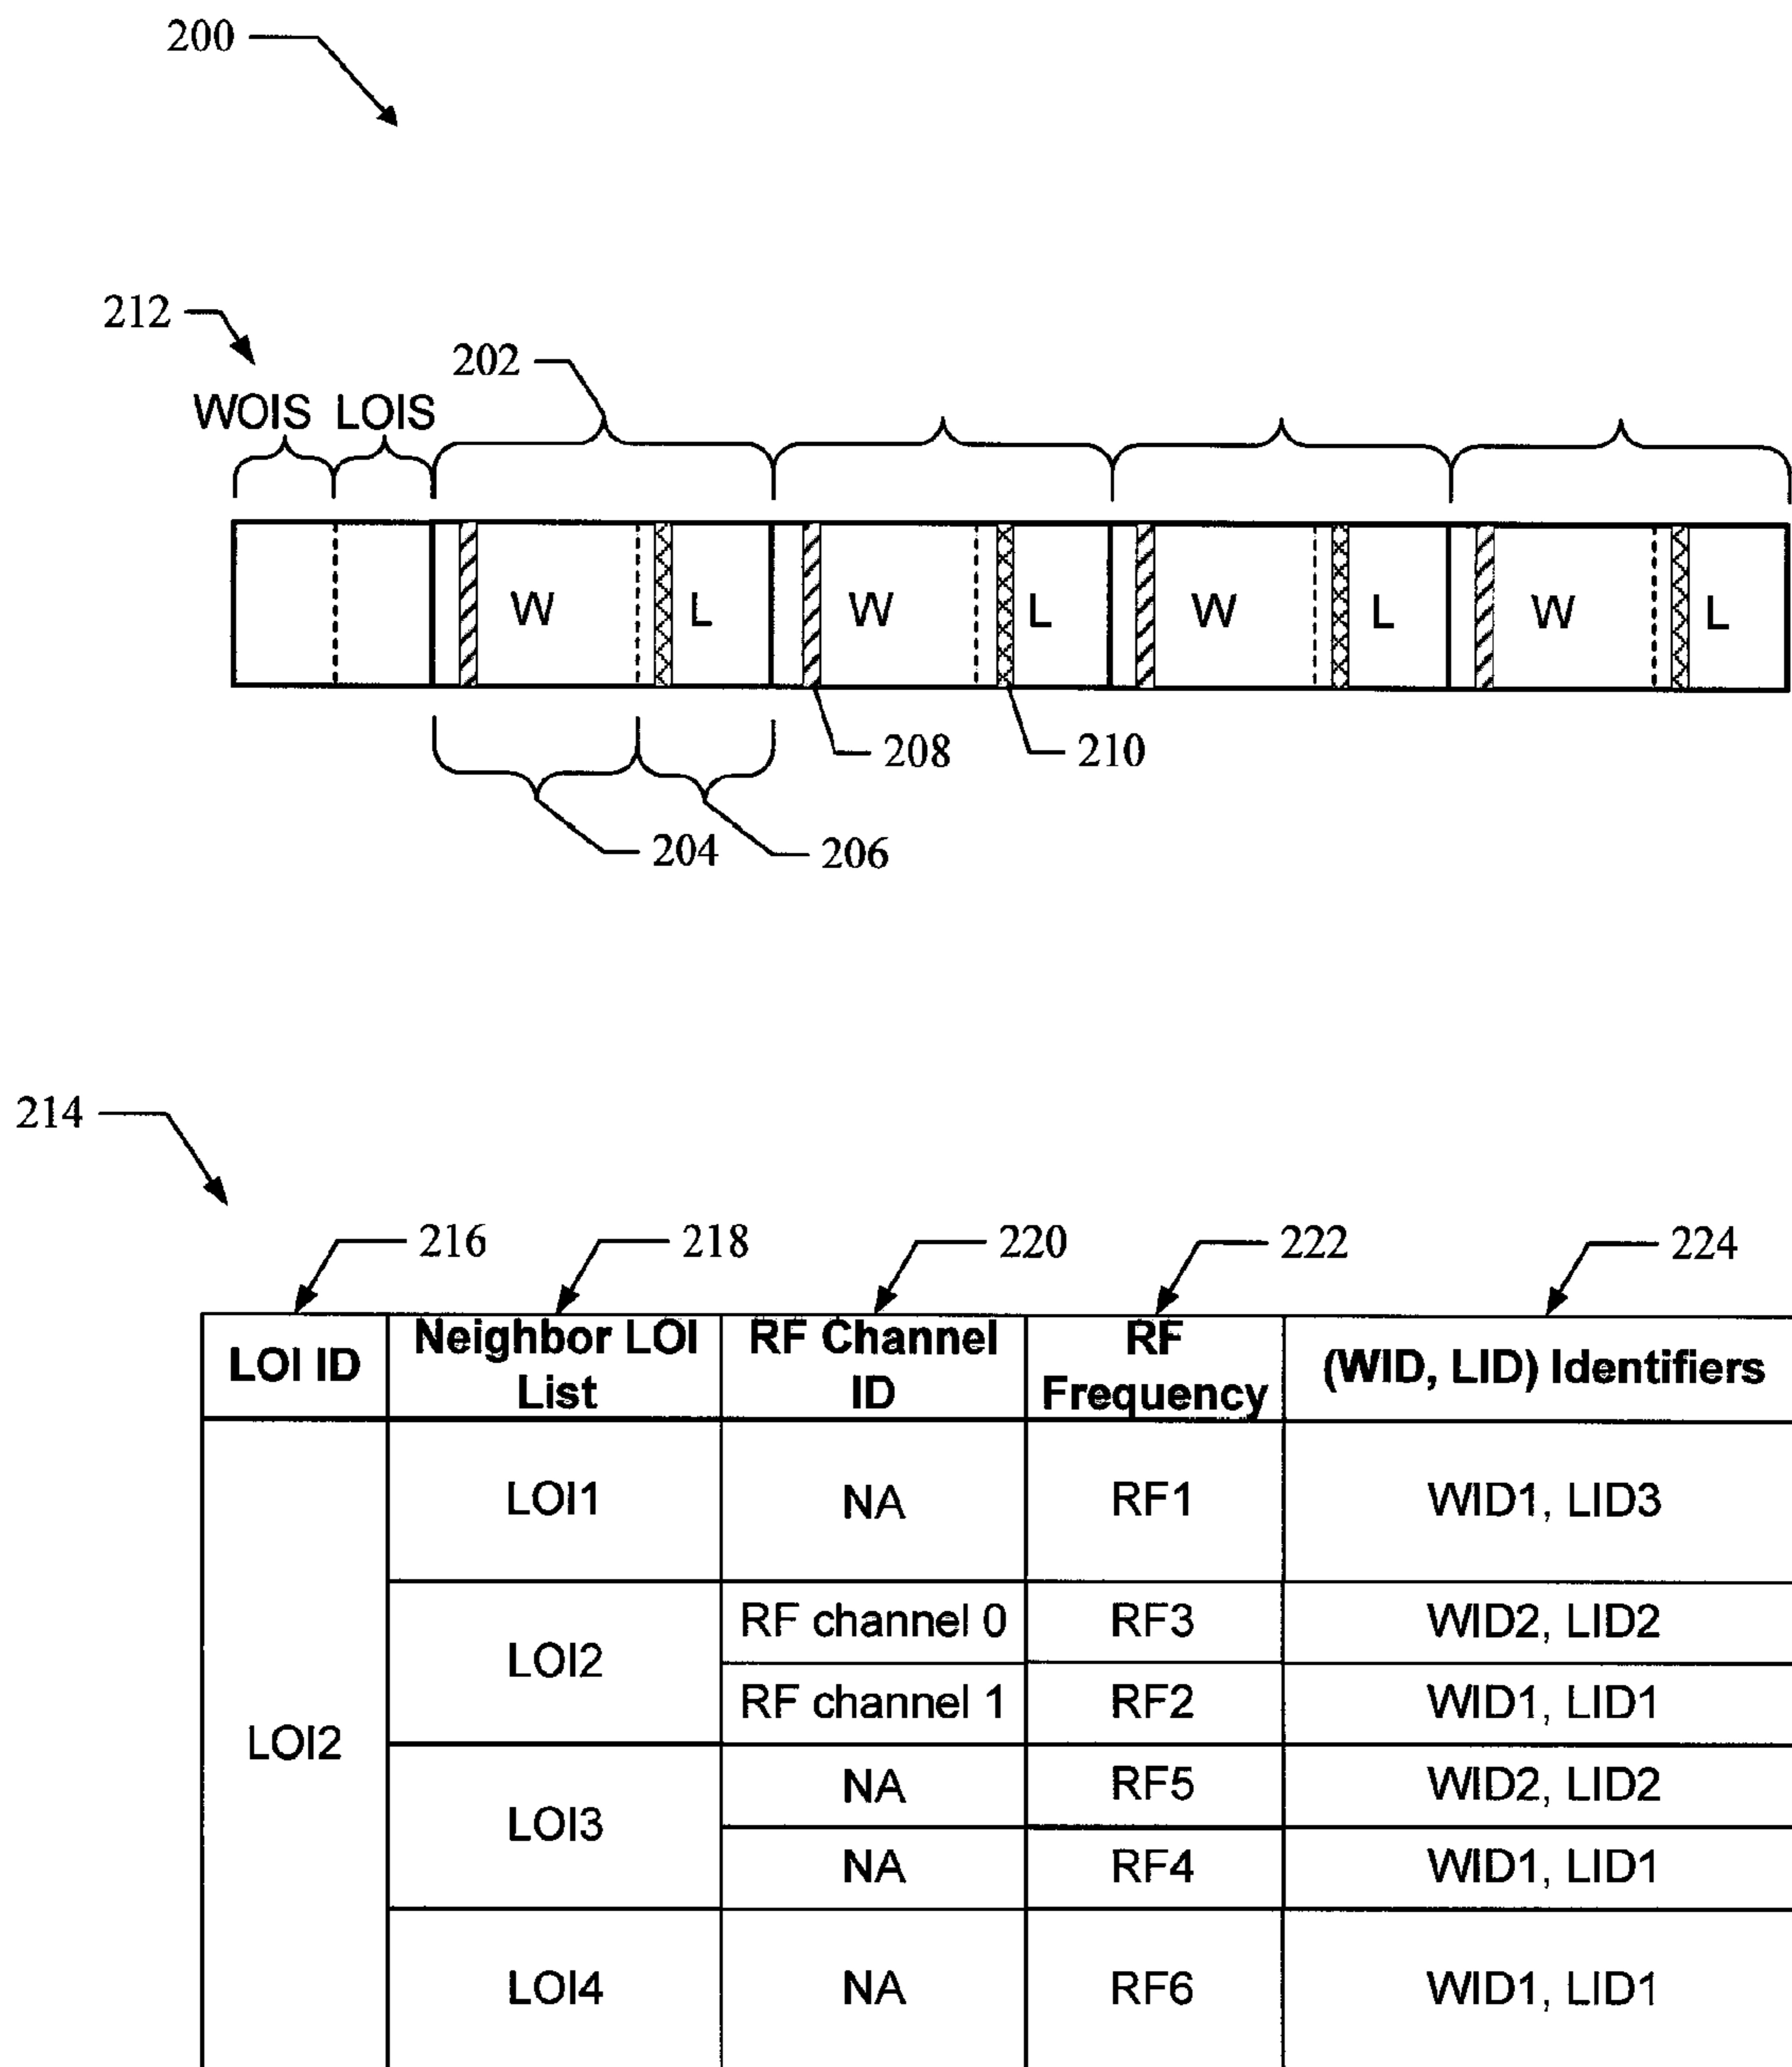 200
212
202
WOIS LOIS
W L W L W L W L
208 210
204 206
214
216 218 220 222 224
LOI ID
Neighbor LOI List
RF Channel ID
RF Frequency
(WID, LID) Identifiers
LOI2
LOI1 NA RF1 WID1, LID3
LOI2 RF channel 0 RF3 WID2, LID2
RF channel 1 RF2 WID1, LID1
LOI3 NA RF5 WID2, LID2
NA RF4 WID1, LID1
LOI4 NA RF6 WID1, LID1